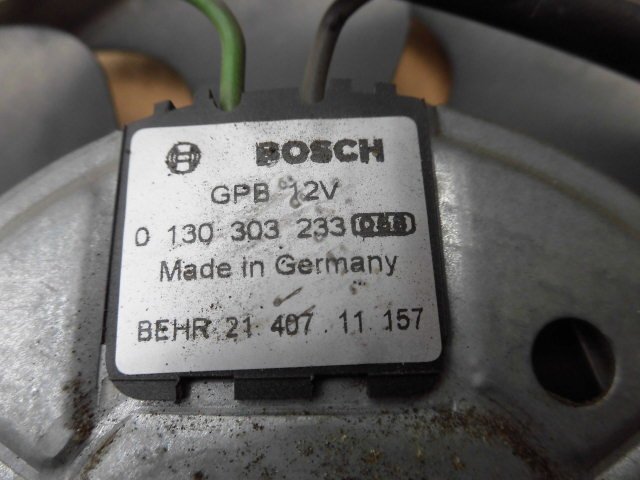 BOSCH
GPB 12V
0 130 303 233
Made in Germany
BEHR 21 407 11 157